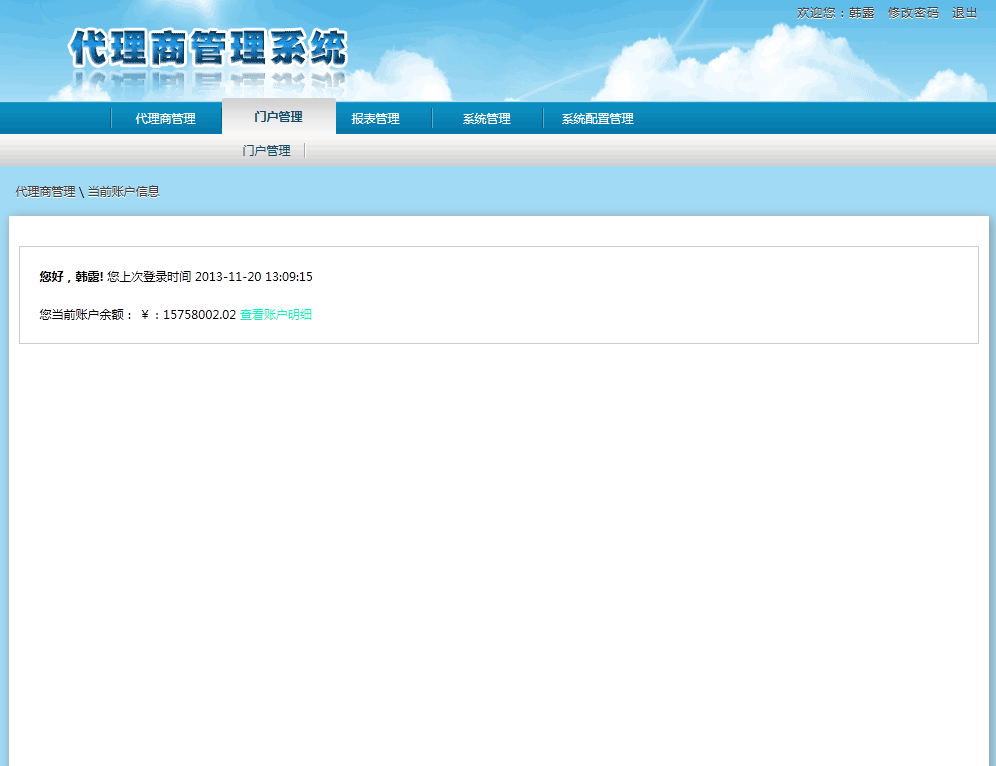 欢迎您：韩露 修改密码 退出
代理商管理系统
代理商管理 门户管理 报表管理 系统管理 系统配置管理
门户管理
代理商管理 \ 当前账户信息
您好，韩露! 您上次登录时间 2013-11-20 13:09:15
您当前账户余额： ￥：15758002.02 查看账户明细